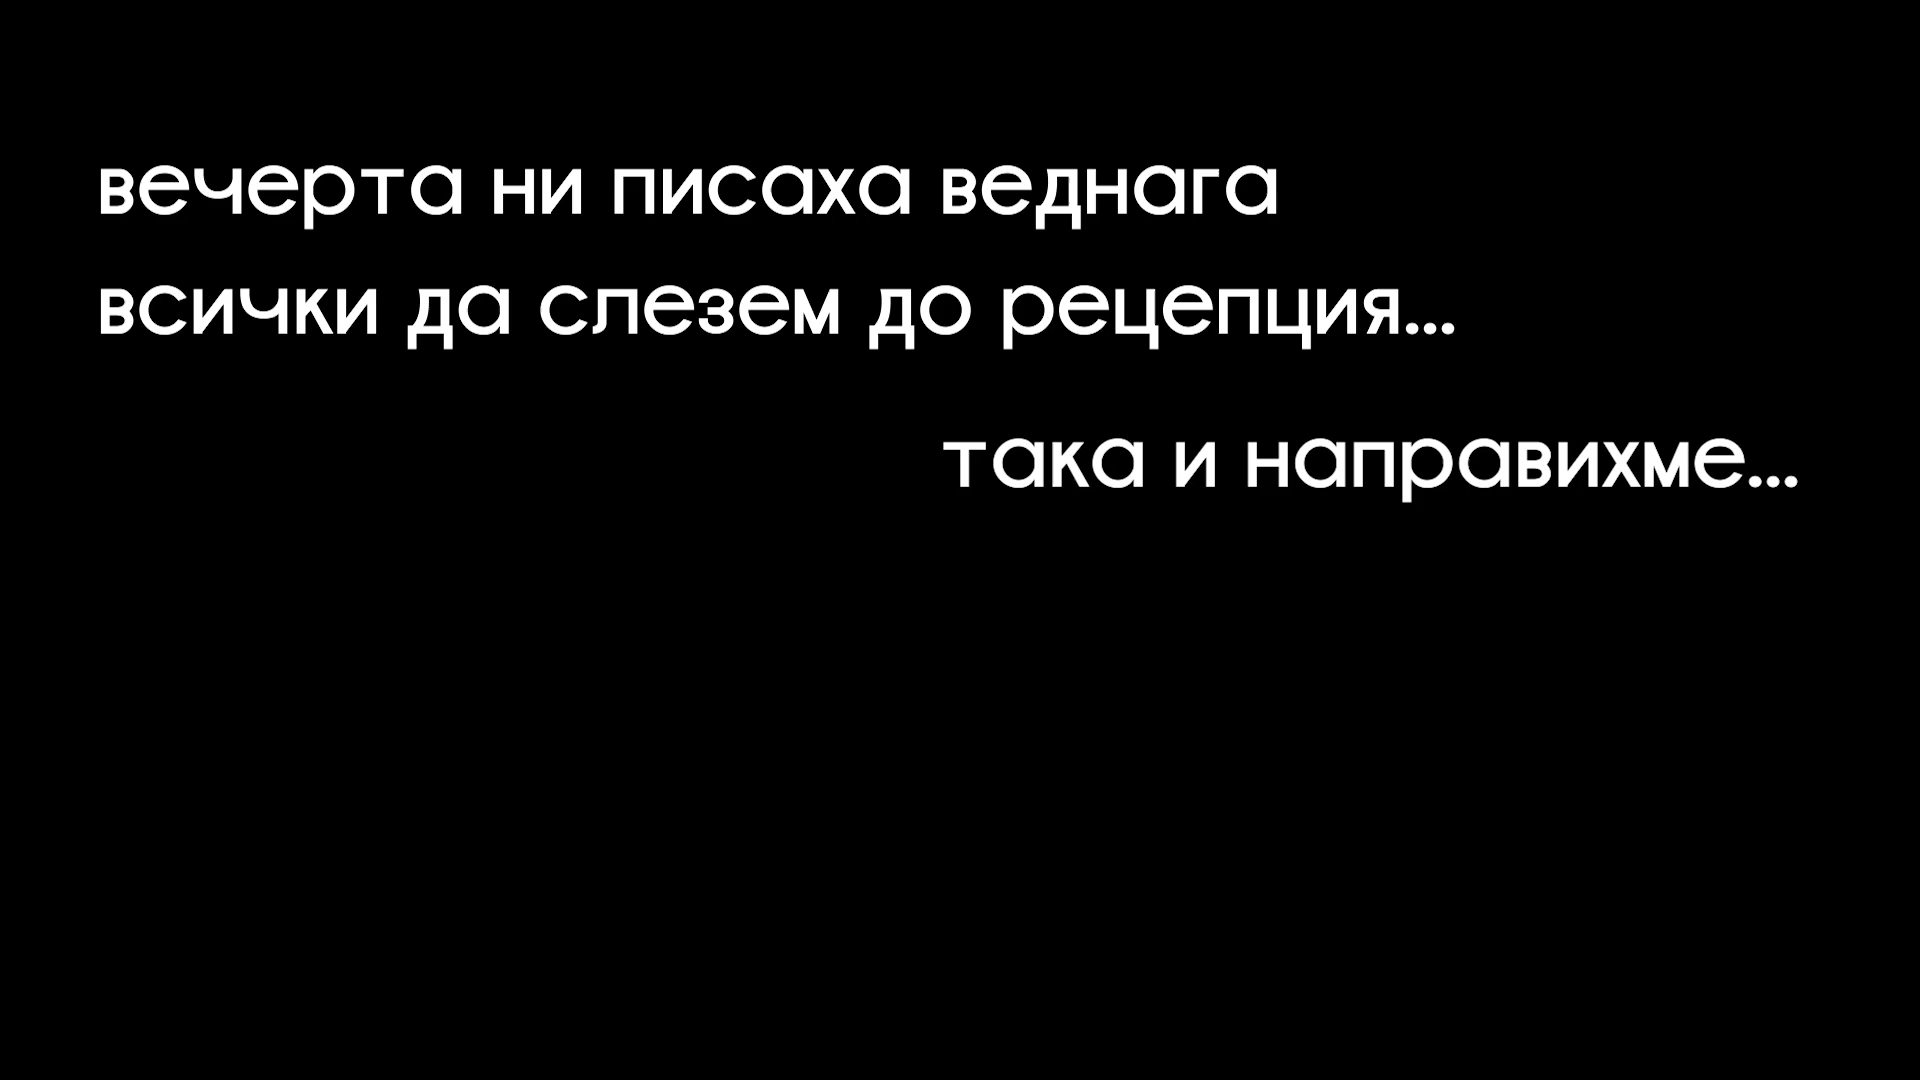 вечерта ни писаха веднага
всички да слезем до рецепция...
така и направихме...